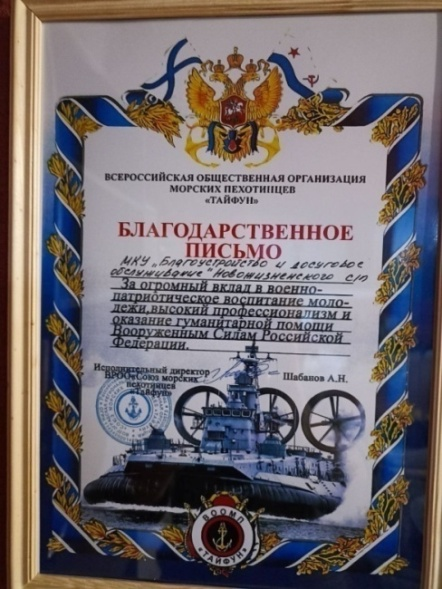 ВСЕРОССИЙСКАЯ ОБЩЕСТВЕННАЯ ОРГАНИЗАЦИЯ
МОРСКИХ ПЕХОТИНЦЕВ
«ТАЙФУН»
БЛАГОДАРСТВЕННОЕ
ПИСЬМО
МКУ „Благоустройство и досуговое
обслуживание" Новожизненского с/п
За огромный вклад в военно-
патриотическое воспитание моло-
дежи,высокий профессионализм и
оказание гуманитарной помощи
Вооруженным Силам Российской
Федерации.
Исполнительный директор
ВРОО«Союз морских
пехотинцев
«Тайфун»
Шабанов А.Н.
ВООМП
"ТАЙФУН"